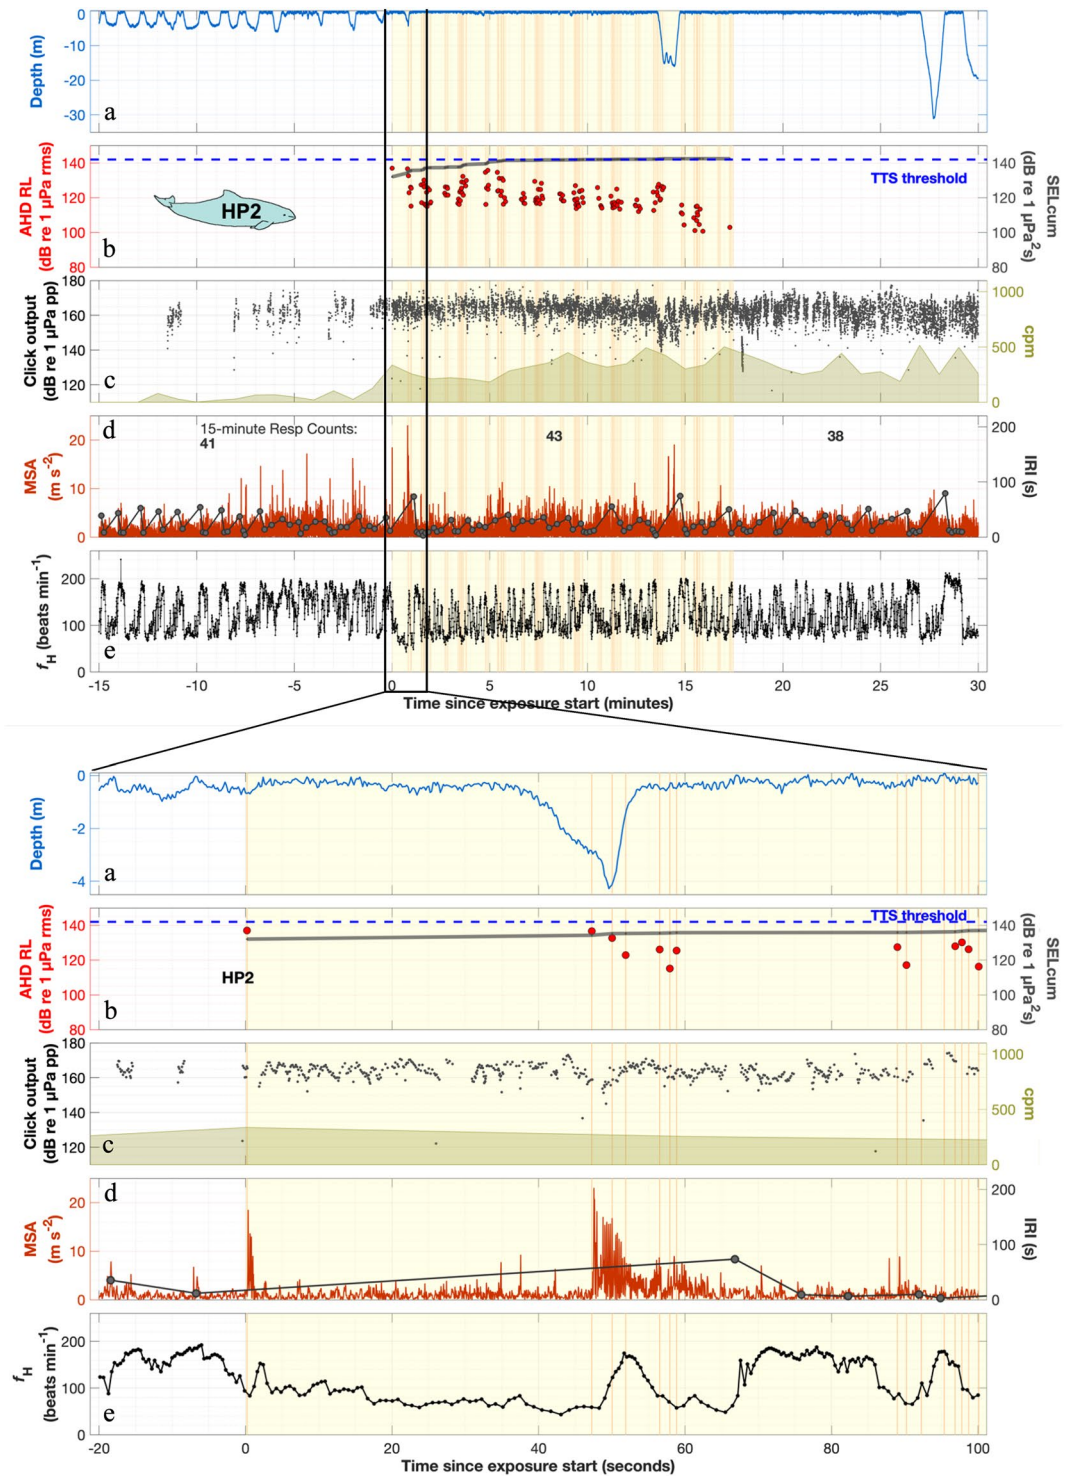 Depth (m)
0
-10
-20
-30
a
AHD RL
(dB re 1 µPa rms)
140
120
100
80
b
HP2
TTS threshold
140
120
100
80
SELcum
(dB re 1 µPa²s)
Click output
(dB re 1 µPa pp)
180
160
140
120
c
1000
500
0
cpm
MSA
(m s⁻²)
20
10
0
d
15-minute Resp Counts:
41
43
38
200
100
0
IRI (s)
fH (beats min⁻¹)
200
100
0
e
-15
-10
-5
0
5
10
15
20
25
30
Time since exposure start (minutes)
Depth (m)
0
-2
-4
a
AHD RL
(dB re 1 µPa rms)
140
120
100
80
b
HP2
TTS threshold
140
120
100
80
SELcum
(dB re 1 µPa²s)
Click output
(dB re 1 µPa pp)
180
160
140
120
c
1000
500
0
cpm
MSA
(m s⁻²)
20
10
0
d
200
100
0
IRI (s)
fH
(beats min⁻¹)
200
100
0
e
-20
0
20
40
60
80
100
Time since exposure start (seconds)